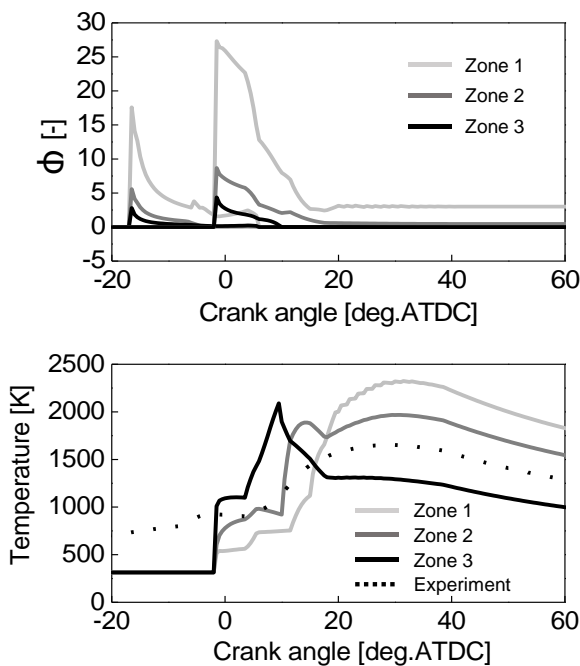 30
25
20
15
10
5
0
-5
Φ [-]
Zone 1
Zone 2
Zone 3
-20 0 20 40 60
Crank angle [deg.ATDC]
2500
2000
1500
1000
500
0
Temperature [K]
Zone 1
Zone 2
Zone 3
Experiment
-20 0 20 40 60
Crank angle [deg.ATDC]